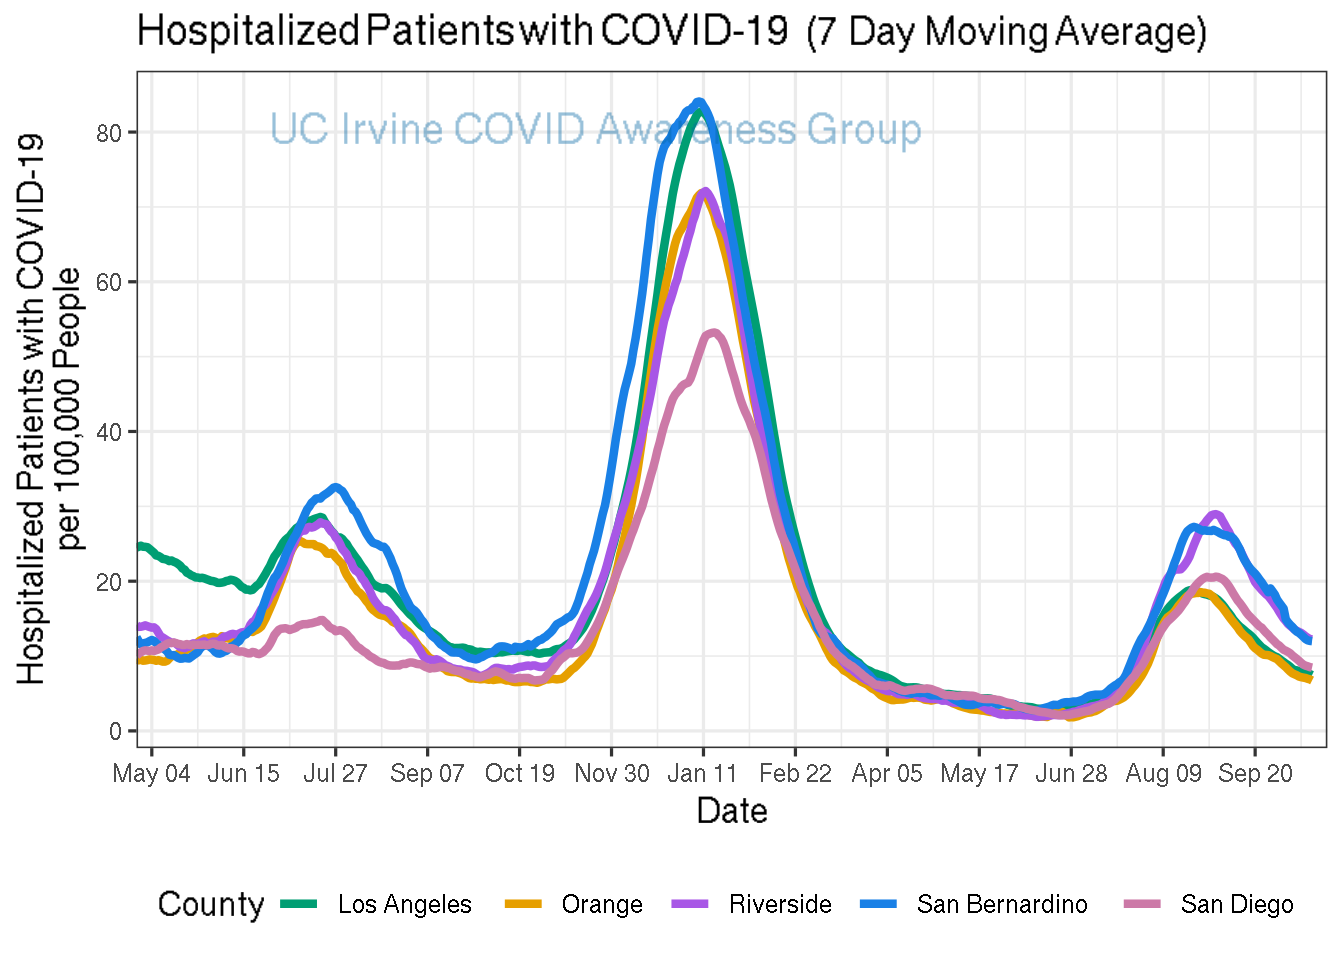 Hospitalized Patients with COVID-19 (7 Day Moving Average)
UC Irvine COVID Awareness Group
Hospitalized Patients with COVID-19
per 100,000 People
80
60
40
20
0
May 04 Jun 15 Jul 27 Sep 07 Oct 19 Nov 30 Jan 11 Feb 22 Apr 05 May 17 Jun 28 Aug 09 Sep 20
Date
County Los Angeles Orange Riverside San Bernardino San Diego